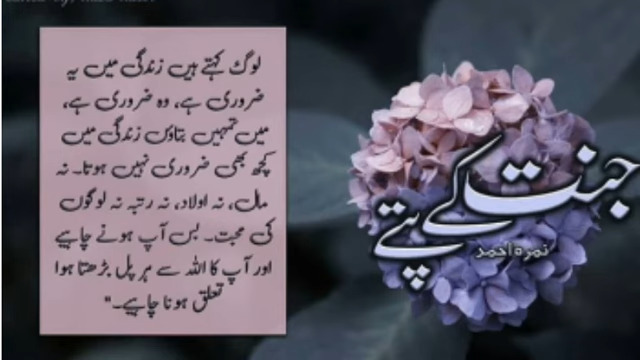 لوگ کہتے ہیں زندگی میں یہ
ضروری ہے، وہ ضروری ہے،
میں تمہیں بتاؤں زندگی میں
کچھ بھی ضروری نہیں ہوتا۔ نہ
مال، نہ اولاد، نہ رتبہ نہ لوگوں
کی محبت۔ بس آپ ہونے چاہیے
اور آپ کا اللہ سے ہر پل بڑھتا ہوا
تعلق ہونا چاہیے۔"
جنت کے پتے
نمرہ احمد